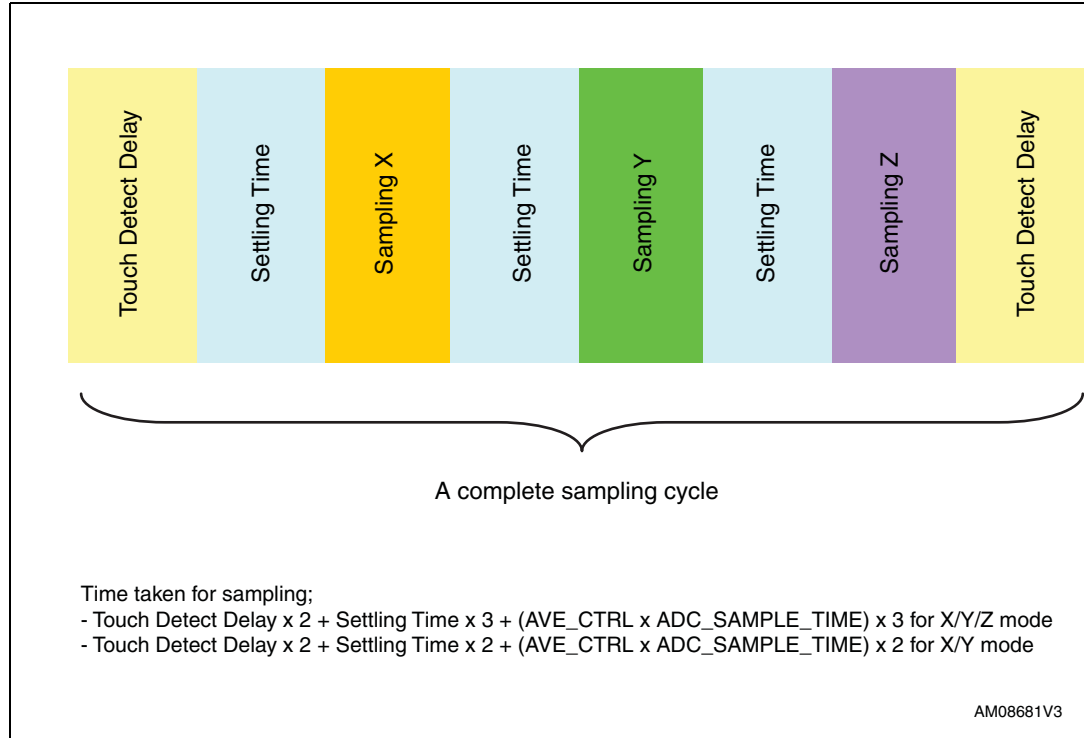 Touch Detect Delay
Settling Time
Sampling X
Settling Time
Sampling Y
Settling Time
Sampling Z
Touch Detect Delay
A complete sampling cycle
Time taken for sampling;
- Touch Detect Delay x 2 + Settling Time x 3 + (AVE_CTRL x ADC_SAMPLE_TIME) x 3 for X/Y/Z mode
- Touch Detect Delay x 2 + Settling Time x 2 + (AVE_CTRL x ADC_SAMPLE_TIME) x 2 for X/Y mode
AM08681V3